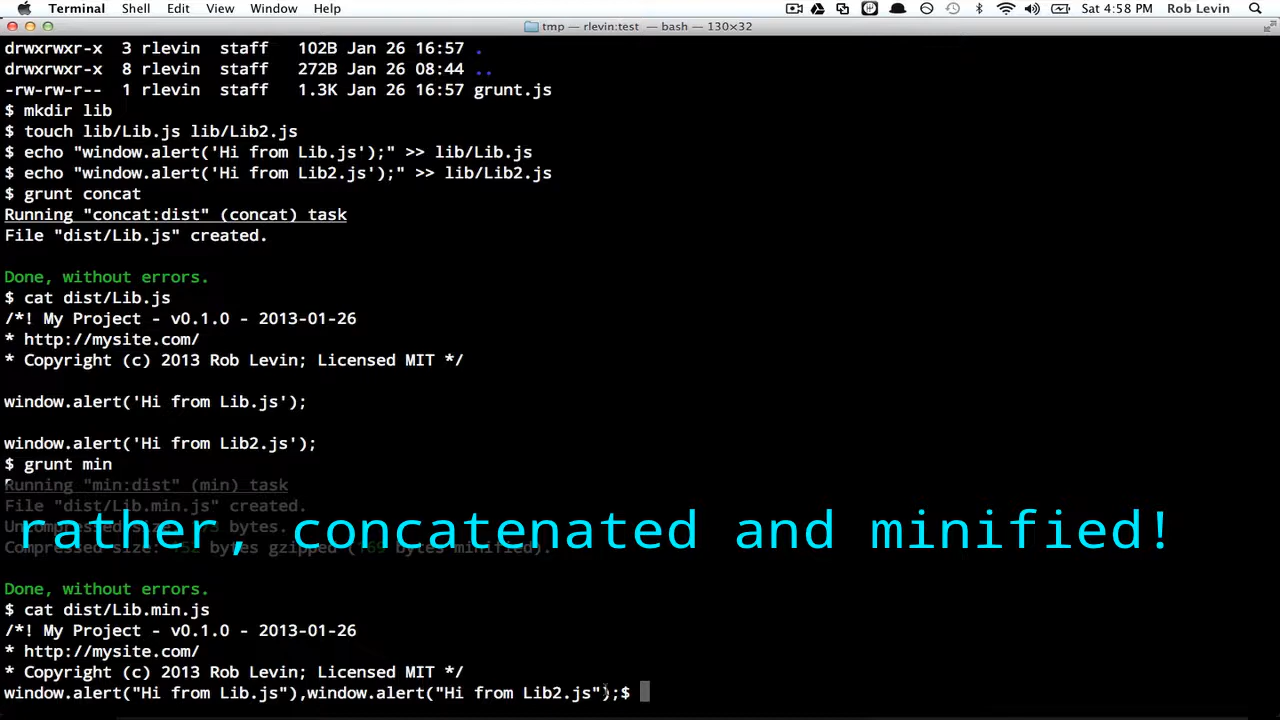 Terminal Shell Edit View Window Help Sat 4:58 PM Rob Levin
tmp — rlevin:test — bash — 130×32
drwxrwxr-x 3 rlevin staff 102B Jan 26 16:57 .
drwxrwxr-x 8 rlevin staff 272B Jan 26 08:44 ..
-rw-rw-r-- 1 rlevin staff 1.3K Jan 26 16:57 grunt.js
$ mkdir lib
$ touch lib/Lib.js lib/Lib2.js
$ echo "window.alert('Hi from Lib.js');" >> lib/Lib.js
$ echo "window.alert('Hi from Lib2.js');" >> lib/Lib2.js
$ grunt concat
Running "concat:dist" (concat) task
File "dist/Lib.js" created.
Done, without errors.
$ cat dist/Lib.js
/*! My Project - v0.1.0 - 2013-01-26
* http://mysite.com/
* Copyright (c) 2013 Rob Levin; Licensed MIT */
window.alert('Hi from Lib.js');
window.alert('Hi from Lib2.js');
$ grunt min
Running "min:dist" (min) task
File "dist/Lib.min.js" created.
rather, concatenated and minified!
size: bytes.
Compressed size: bytes gzipped ( bytes minified).
Done, without errors.
$ cat dist/Lib.min.js
/*! My Project - v0.1.0 - 2013-01-26
* http://mysite.com/
* Copyright (c) 2013 Rob Levin; Licensed MIT */
window.alert("Hi from Lib.js"),window.alert("Hi from Lib2.js");$